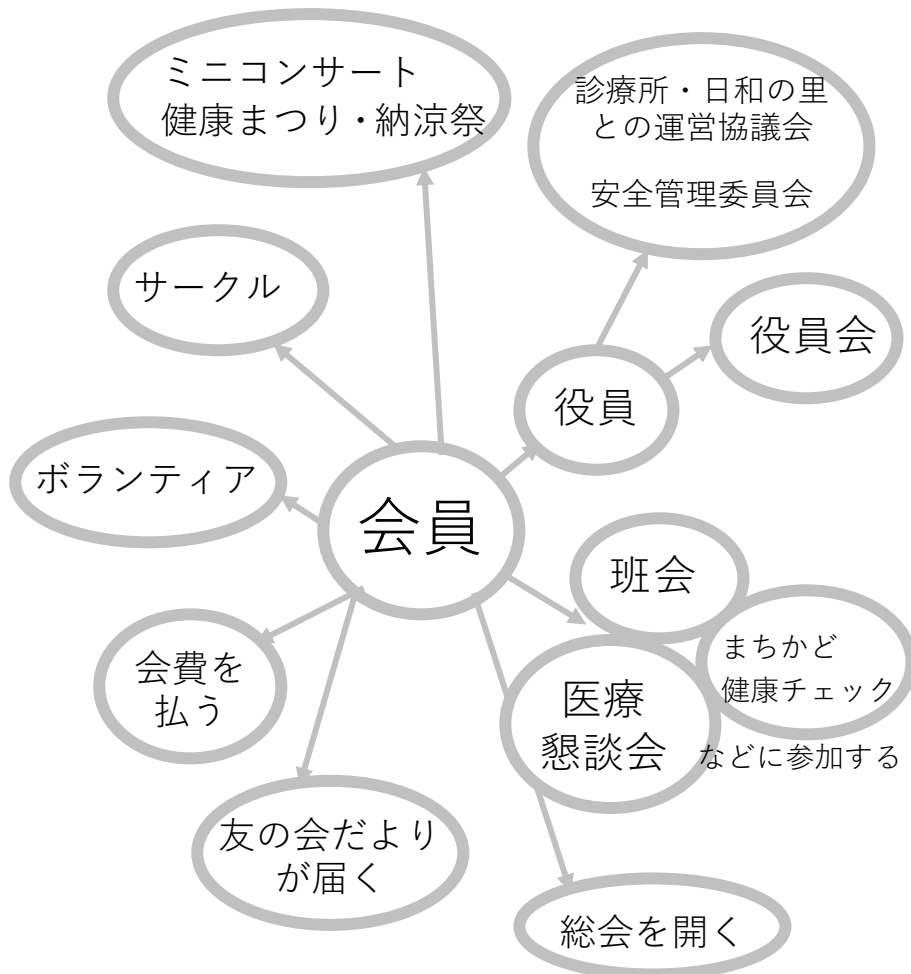 ミニコンサート
健康まつり・納涼祭
診療所・日和の里
との運営協議会
安全管理委員会
サークル
役員会
役員
ボランティア
会員
班会
まちかど
健康チェック
会費を
払う
医療
懇談会
などに参加する
友の会だより
が届く
総会を開く